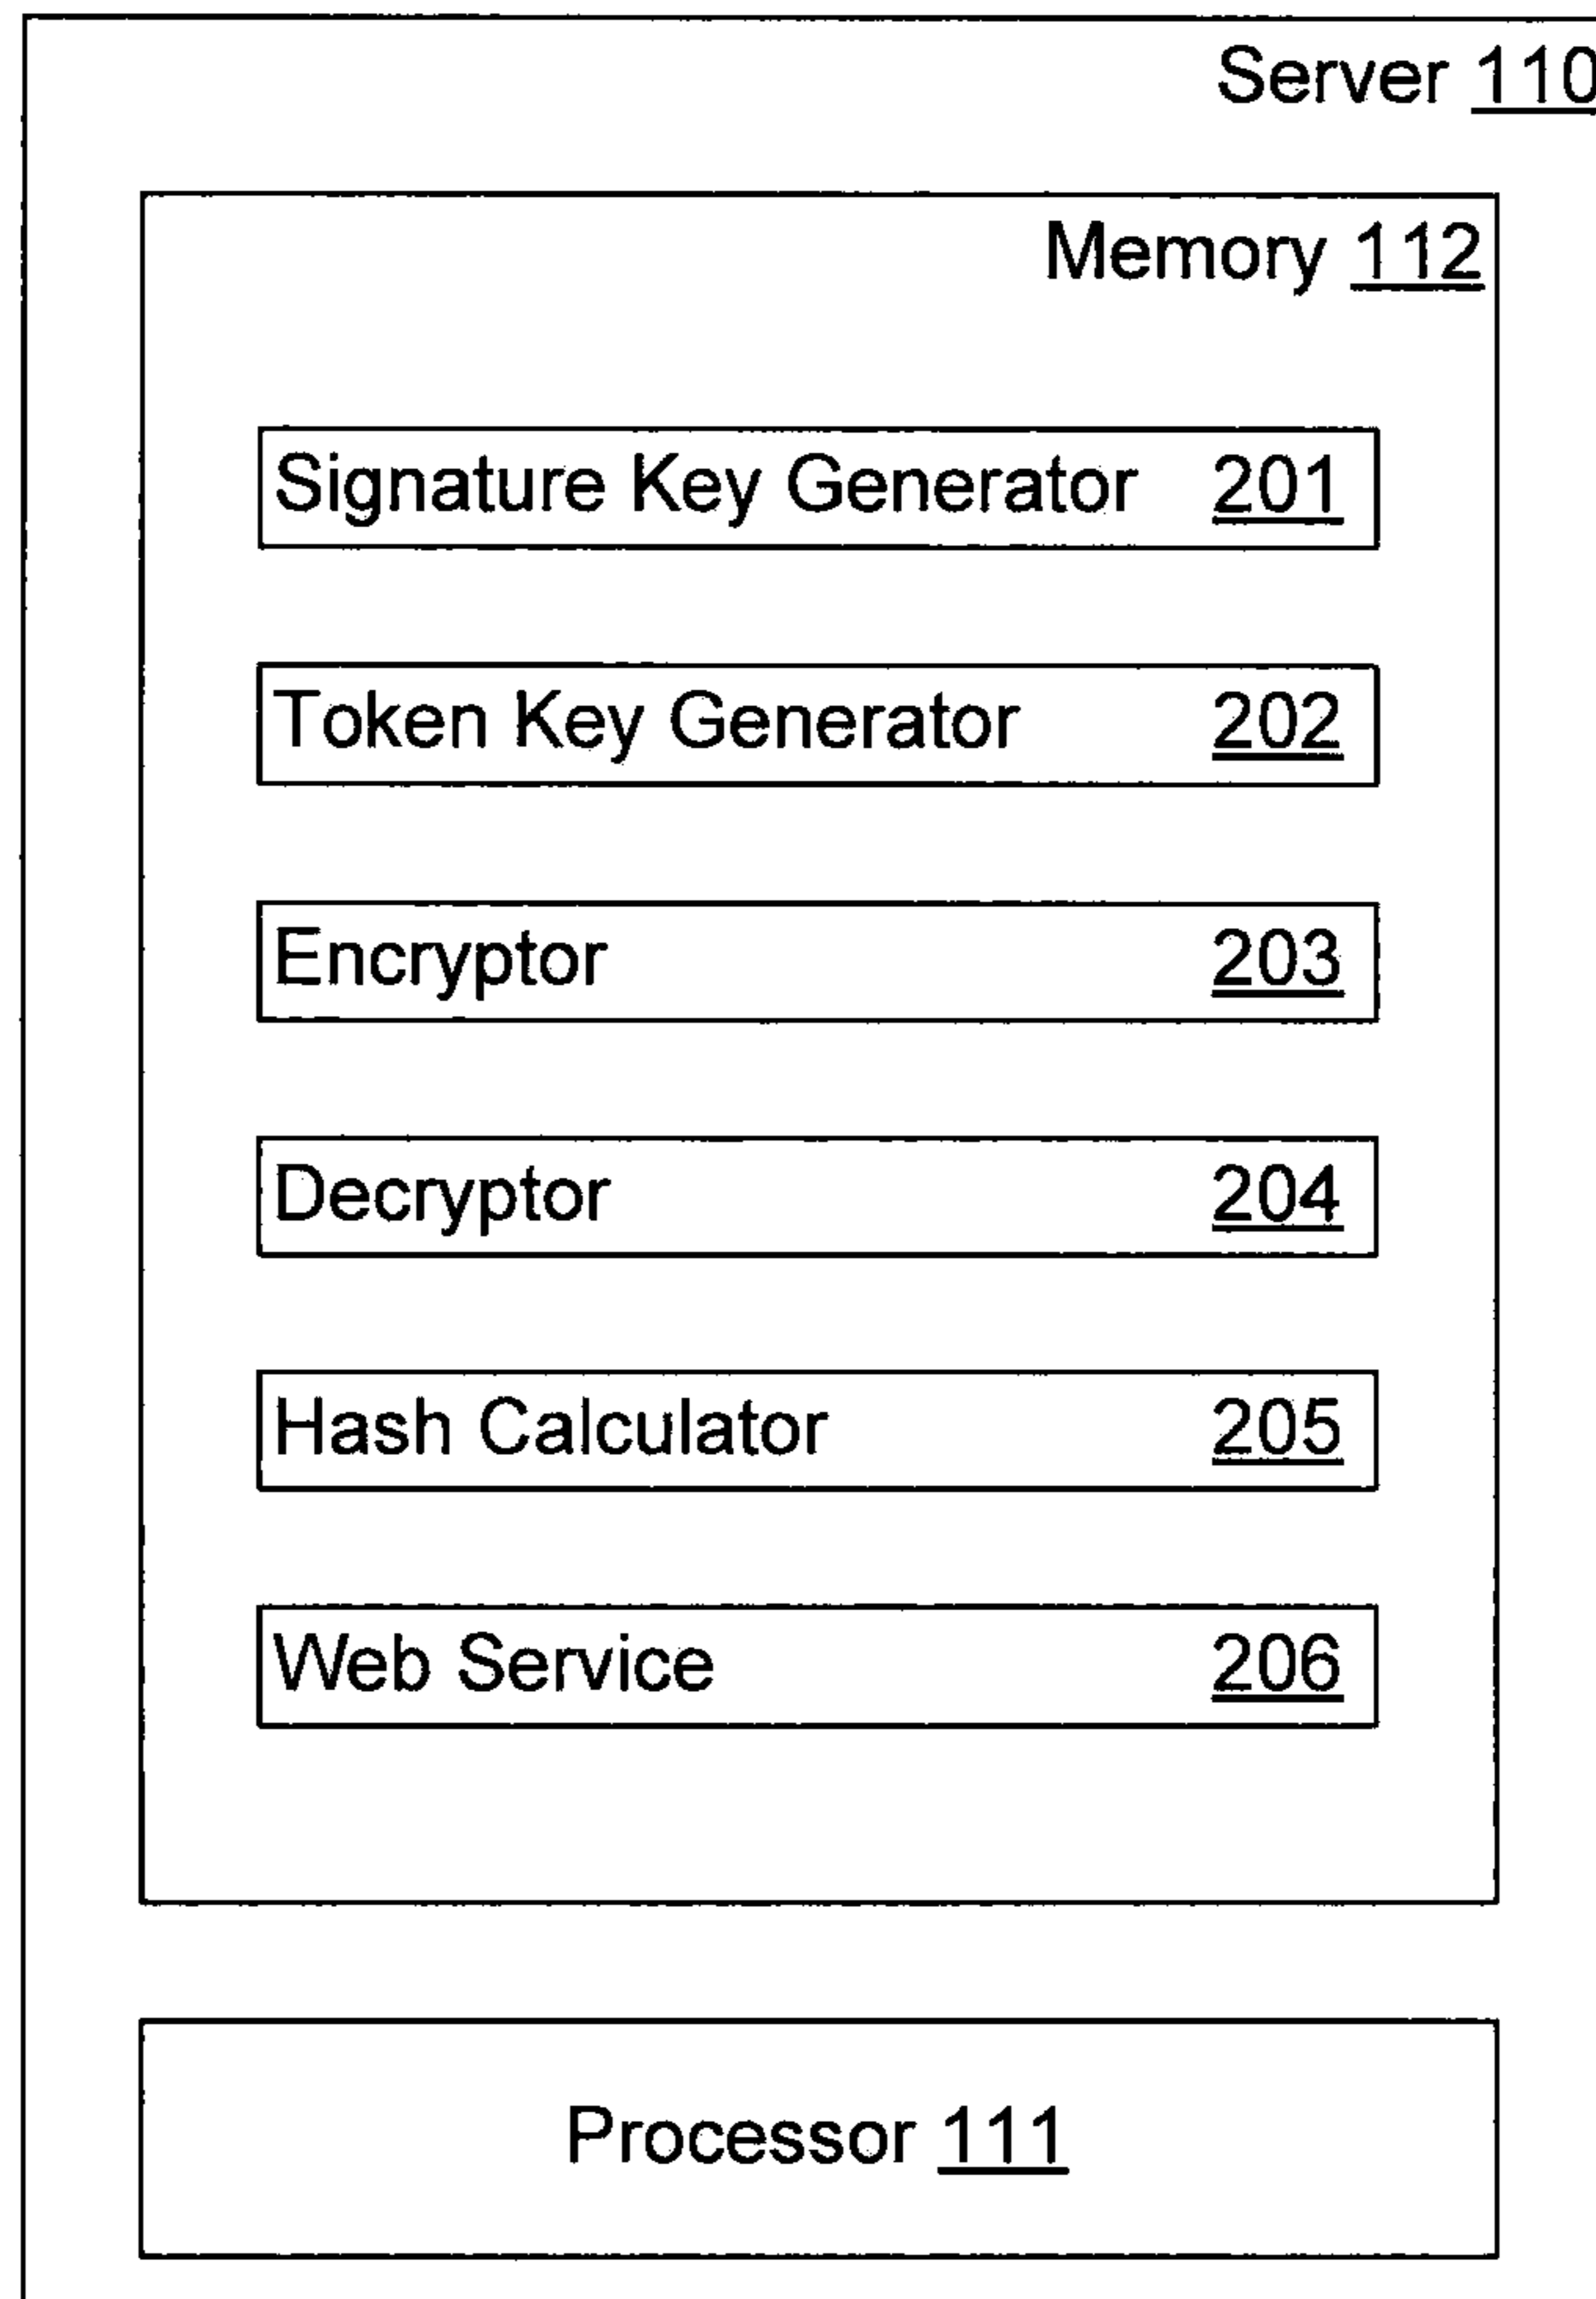 Server 110
Memory 112
Signature Key Generator 201
Token Key Generator 202
Encryptor 203
Decryptor 204
Hash Calculator 205
Web Service 206
Processor 111